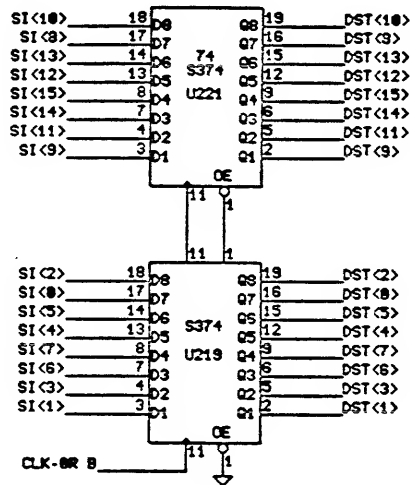 SI<10> 18 D8 Q8 19 DST<10>
SI<8> 17 D7 74 Q7 16 DST<8>
SI<13> 14 D6 S374 Q6 15 DST<13>
SI<12> 13 D5 Q5 12 DST<12>
SI<15> 8 D4 U221 Q4 9 DST<15>
SI<14> 7 D3 Q3 6 DST<14>
SI<11> 4 D2 Q2 5 DST<11>
SI<9> 3 D1 Q1 2 DST<9>
OE
11 1
11 1
SI<2> 18 D8 Q8 19 DST<2>
SI<0> 17 D7 Q7 16 DST<0>
SI<5> 14 D6 Q6 15 DST<5>
SI<4> 13 D5 S374 Q5 12 DST<4>
SI<7> 8 D4 U219 Q4 9 DST<7>
SI<6> 7 D3 Q3 6 DST<6>
SI<3> 4 D2 Q2 5 DST<3>
SI<1> 3 D1 Q1 2 DST<1>
OE
CLK-0R B 11 1